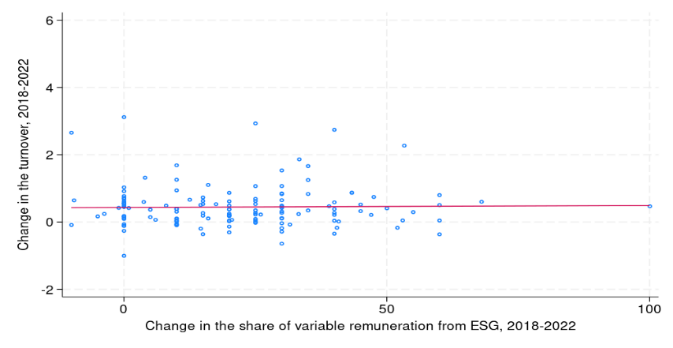 Change in the turnover, 2018-2022
6
4
2
0
-2
0 50 100
Change in the share of variable remuneration from ESG, 2018-2022